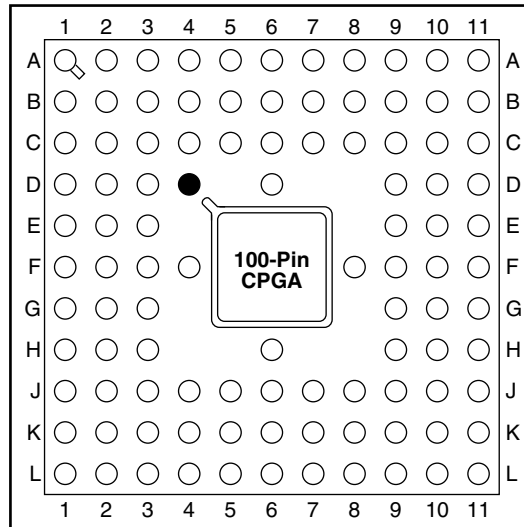 1 2 3 4 5 6 7 8 9 10 11
A A
B B
C C
D D
E E
F 100-Pin F
CPGA
G G
H H
J J
K K
L L
1 2 3 4 5 6 7 8 9 10 11